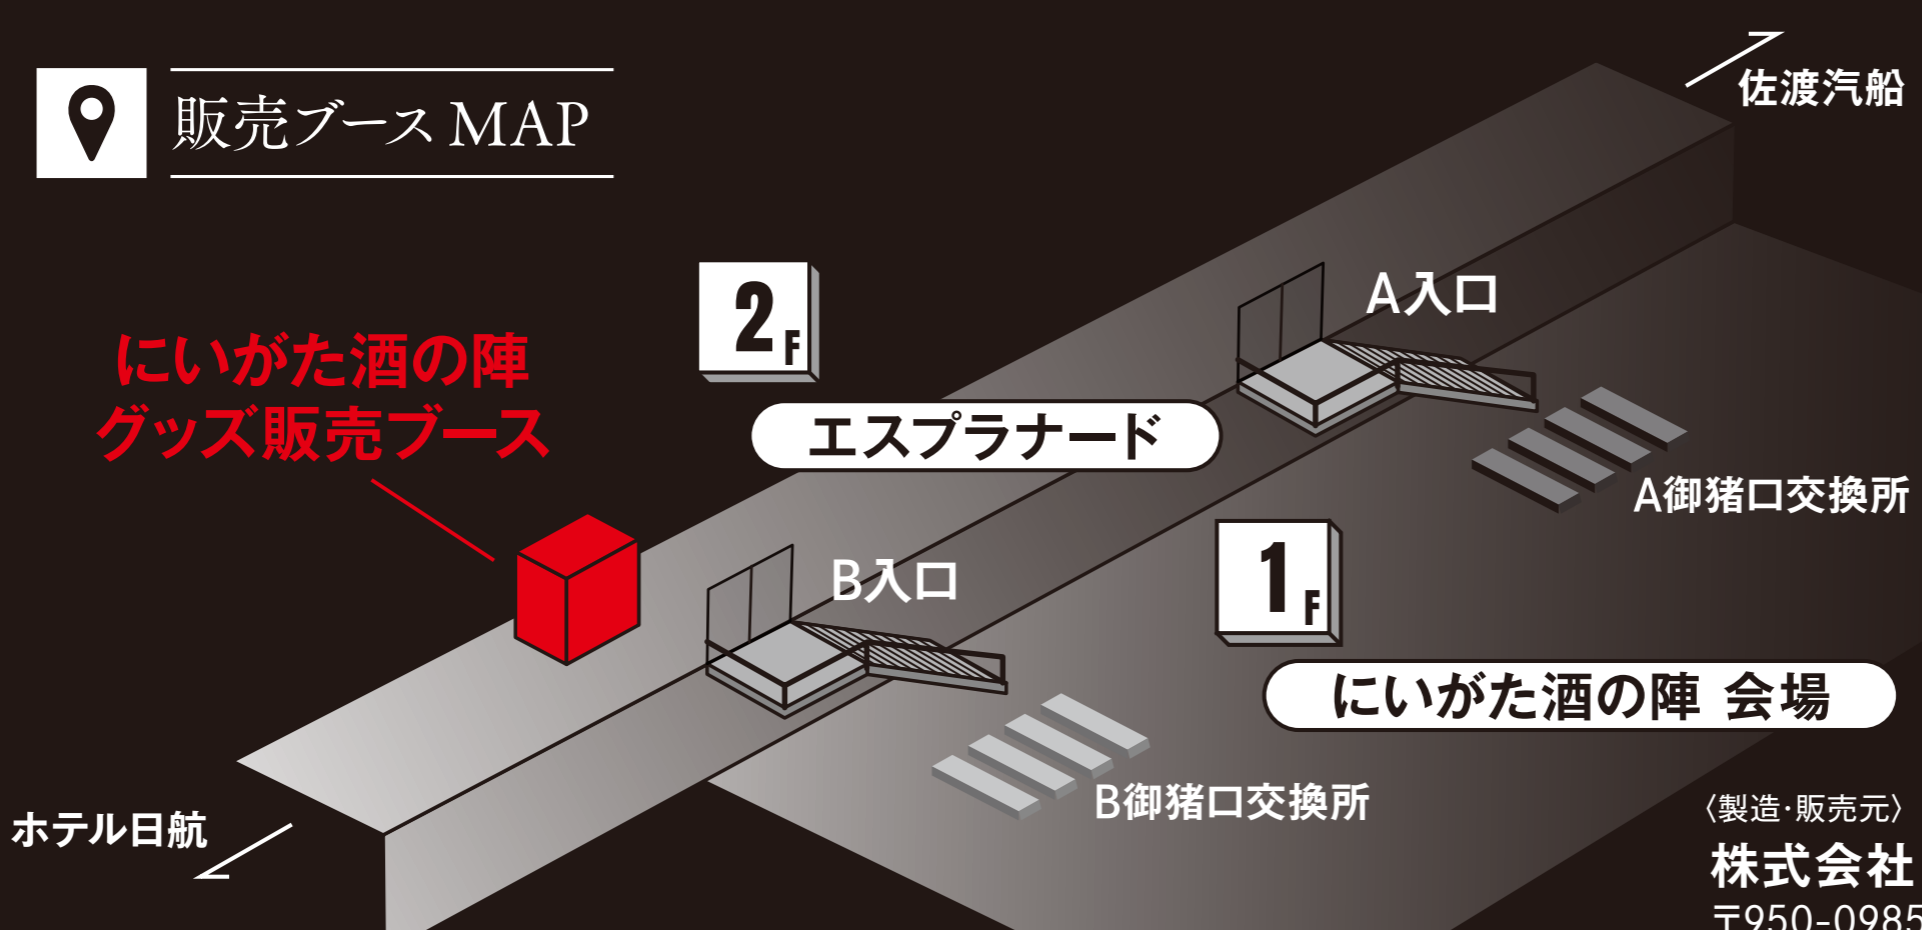 販売ブース MAP
佐渡汽船
A入口
2F
にいがた酒の陣
グッズ販売ブース
エスプラナード
A御猪口交換所
1F
B入口
にいがた酒の陣 会場
B御猪口交換所
ホテル日航
〈製造・販売元〉
株式会社
〒950-0985